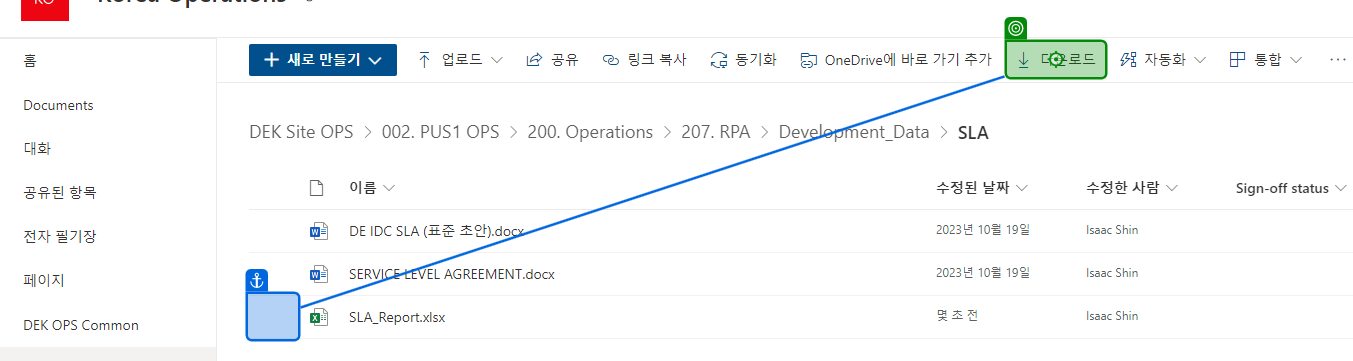 새로 만들기 업로드 공유 링크 복사 동기화 OneDrive에 바로 가기 추가 다운로드 자동화 통합 ...
홈
Documents
대화
공유된 항목
전자 필기장
페이지
DEK OPS Common
DEK Site OPS > 002. PUS1 OPS > 200. Operations > 207. RPA > Development_Data > SLA
이름 수정된 날짜 수정한 사람 Sign-off status
DE IDC SLA (표준 초안).docx 2023년 10월 19일 Isaac Shin
SERVICE LEVEL AGREEMENT.docx 2023년 10월 19일 Isaac Shin
SLA_Report.xlsx 몇 초 전 Isaac Shin